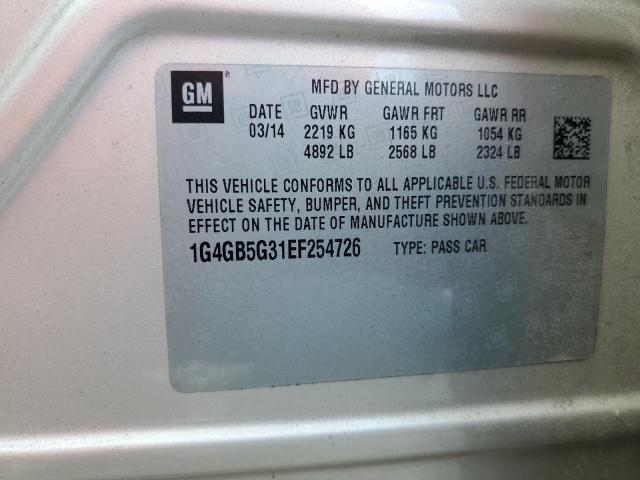 GM ® MFD BY GENERAL MOTORS LLC
DATE GVWR GAWR FRT GAWR RR
03/14 2219 KG 1165 KG 1054 KG
4892 LB 2568 LB 2324 LB
THIS VEHICLE CONFORMS TO ALL APPLICABLE U.S. FEDERAL MOTOR
VEHICLE SAFETY, BUMPER, AND THEFT PREVENTION STANDARDS IN
EFFECT ON THE DATE OF MANUFACTURE SHOWN ABOVE.
1G4GB5G31EF254726 TYPE: PASS CAR